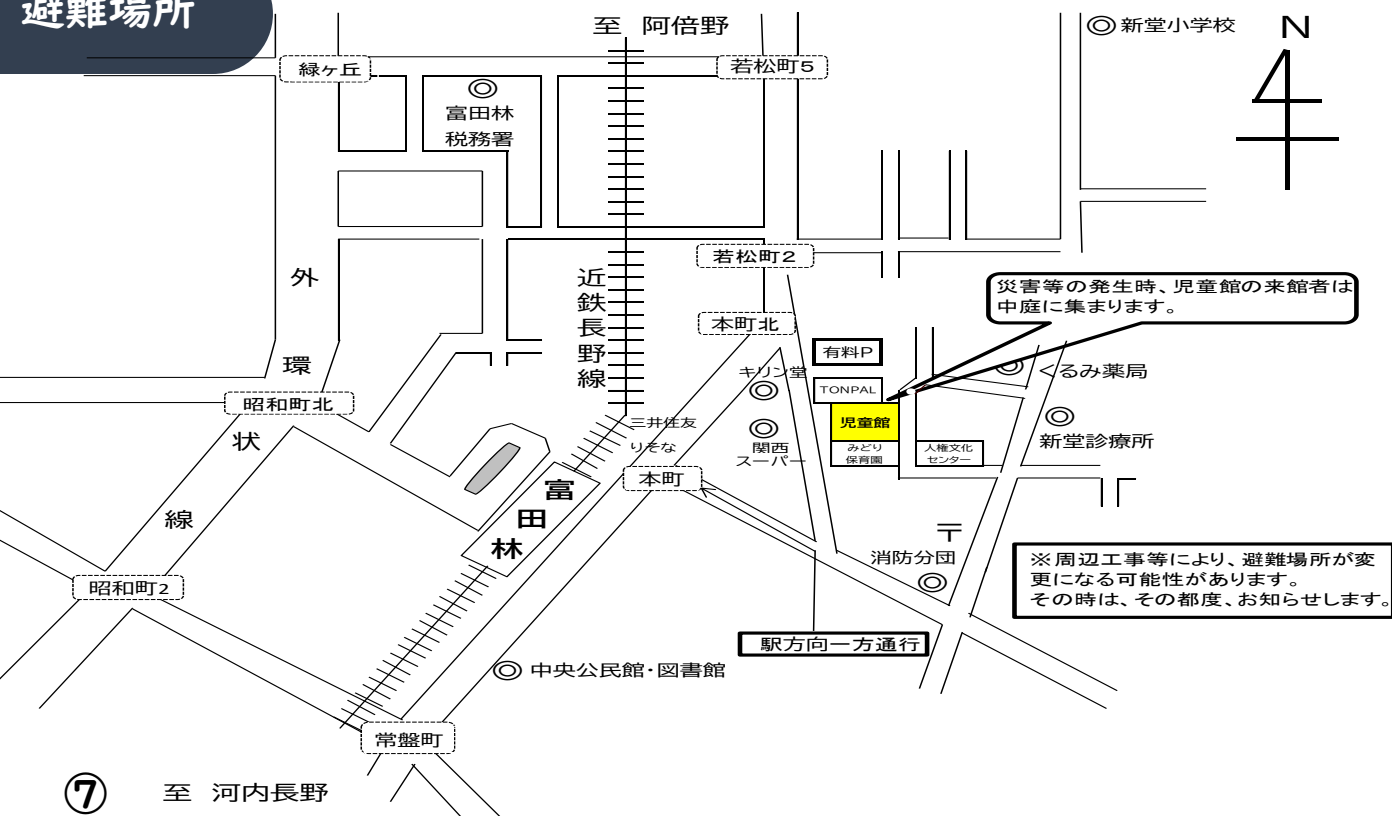 避難場所
至 阿倍野
新堂小学校
N
緑ヶ丘
若松町5
富田林
税務署
若松町2
外
環
状
線
近
鉄
長
野
線
災害等の発生時、児童館の来館者は
中庭に集まります。
本町北
有料P
キリン堂
くるみ薬局
TONPAL
昭和町北
三井住友
児童館
新堂診療所
りそな
関西
スーパー
みどり
保育園
人権文化
センター
本町
富
田
林
〒
消防分団
※周辺工事等により、避難場所が変
更になる可能性があります。
その時は、その都度、お知らせします。
昭和町2
駅方向一方通行
中央公民館・図書館
常盤町
⑦
至 河内長野